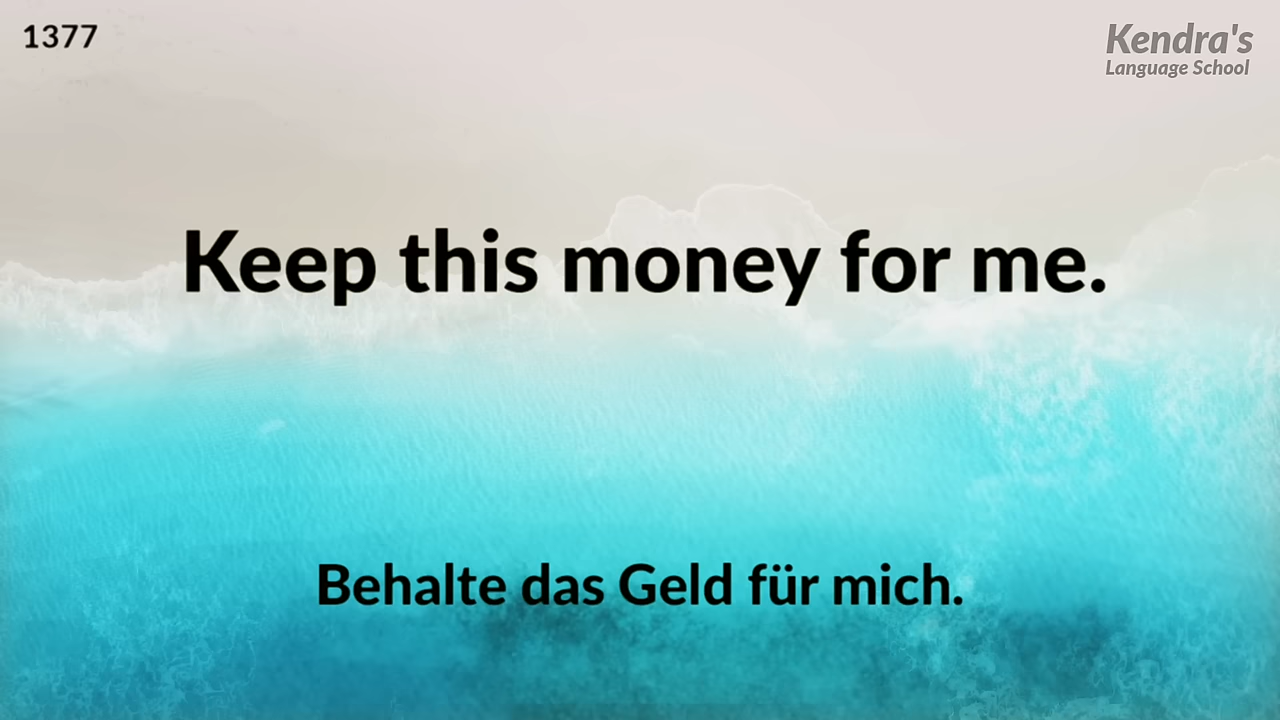 1377
Kendra's
Language School
Keep this money for me.
Behalte das Geld für mich.